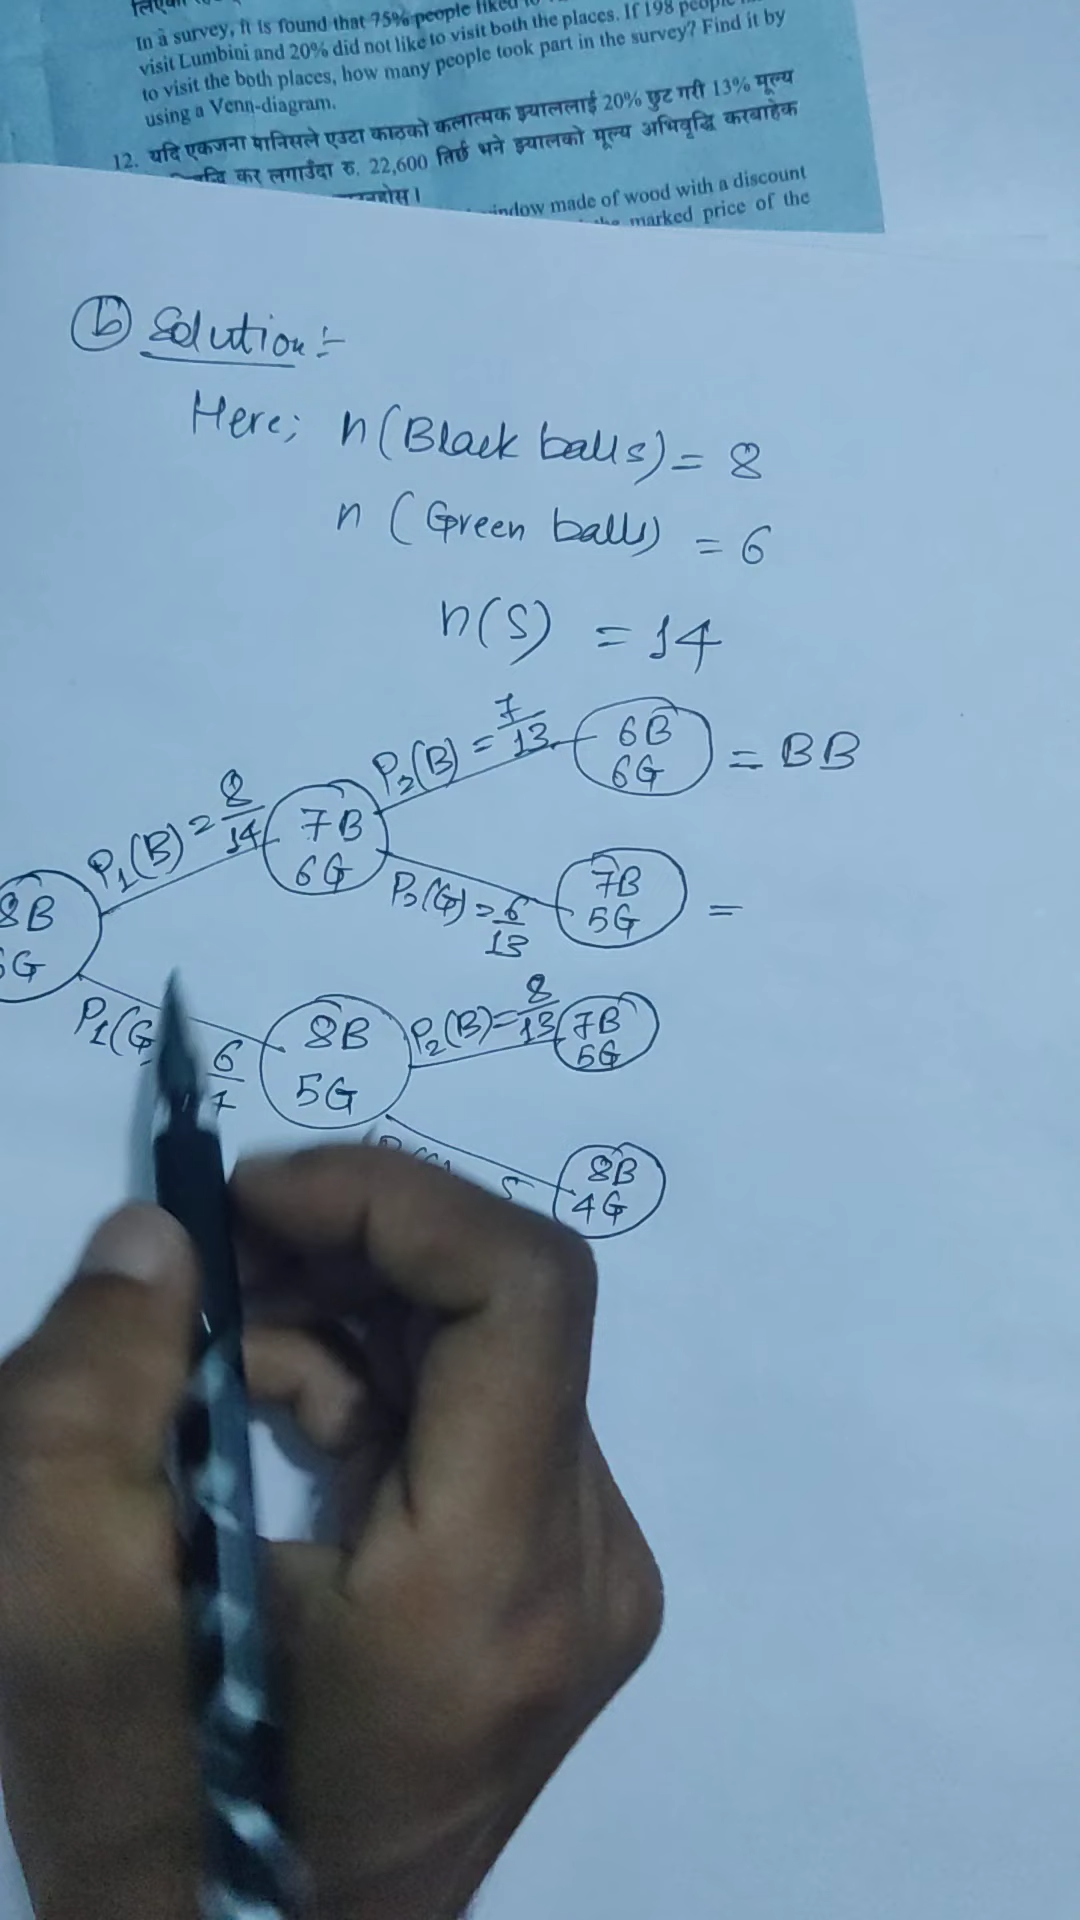 In a survey, it is found that 75% people liked to
visit Lumbini and 20% did not like to visit both the places. If 198 people
to visit the both places, how many people took part in the survey? Find it by
using a Venn-diagram.
12. यदि एकजना मानिसले एउटा काठको कलात्मक झ्याललाई 20% छुट गरी 13% मूल्य
कर लगाउँदा रु. 22,600 तिर्छ भने झ्यालको मूल्य अभिवृद्धि करबाहेक
window made of wood with a discount
the marked price of the
b Solution:-
Here; n(Black balls) = 8
n (Green balls) = 6
n(S) = 14
P₂(B) = 7/13 6B 6G = BB
P₁(B) = 8/14 7B 6G
P₂(G) = 6/13 7B 5G =
8B 6G
P₁(G 6/7 8B 5G P₂(B) = 8/13 7B 5G
5 8B 4G